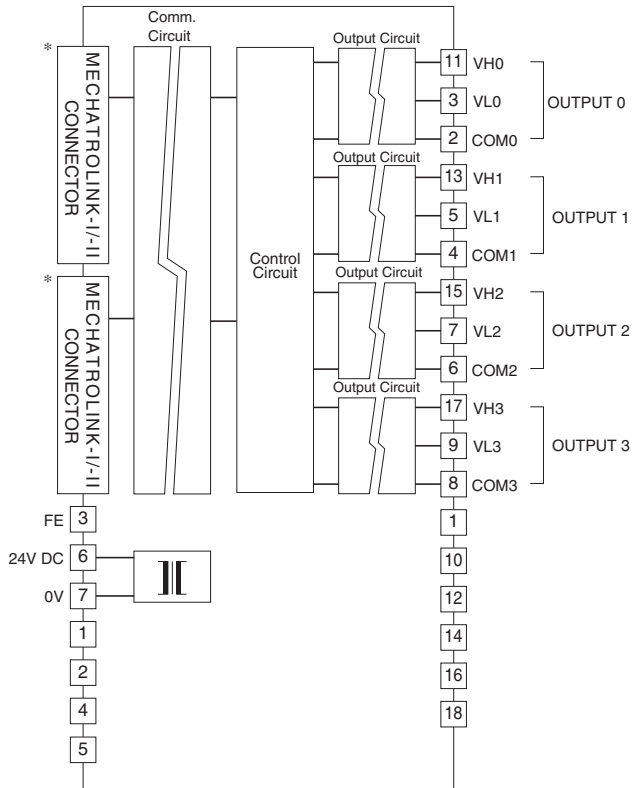 Comm.
Circuit
*
MECHATROLINK-I/-II
CONNECTOR
*
MECHATROLINK-I/-II
CONNECTOR
Control
Circuit
Output Circuit
11 VH0
3 VL0
2 COM0
OUTPUT 0
Output Circuit
13 VH1
5 VL1
4 COM1
OUTPUT 1
Output Circuit
15 VH2
7 VL2
6 COM2
OUTPUT 2
Output Circuit
17 VH3
9 VL3
8 COM3
OUTPUT 3
FE 3
24V DC 6
0V 7
1
2
4
5
1
10
12
14
16
18